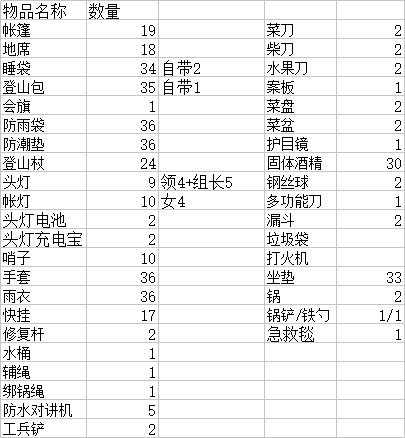 物品名称 数量
帐篷 19 菜刀 2
地席 18 柴刀 2
睡袋 34 自带2 水果刀 2
登山包 35 自带1 案板 1
会旗 1 菜盘 2
防雨袋 36 菜盆 2
防潮垫 36 护目镜 1
登山杖 24 固体酒精 30
头灯 9 领4+组长5 钢丝球 2
帐灯 10 女4 多功能刀 1
头灯电池 2 漏斗 2
头灯充电宝 2 垃圾袋
哨子 10 打火机
手套 36 坐垫 33
雨衣 36 锅 2
快挂 17 锅铲/铁勺 1/1
修复杆 2 急救毯 1
水桶 1
辅绳 1
绑锅绳 1
防水对讲机 5
工兵铲 2